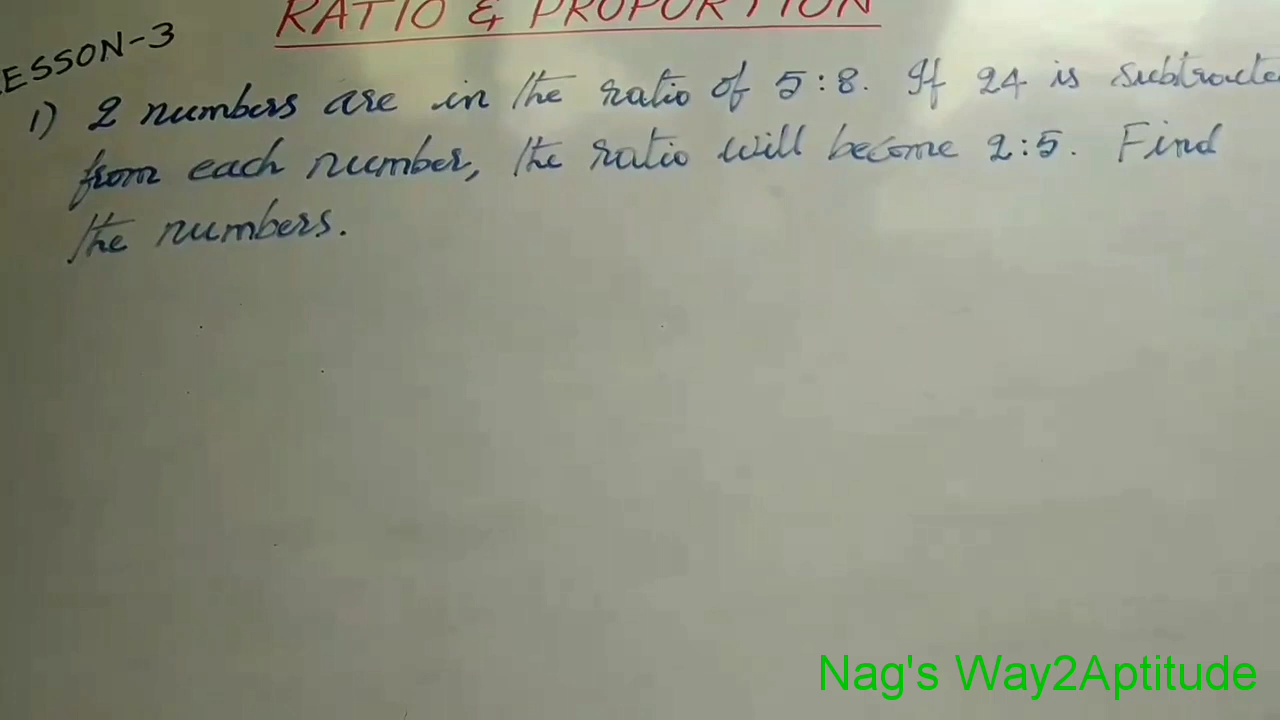 RATIO & PROPORTION
LESSON-3
1) 2 numbers are in the ratio of 5:8. If 24 is subtracte
from each number, the ratio will become 2:5. Find
the numbers.
Nag's Way2Aptitude